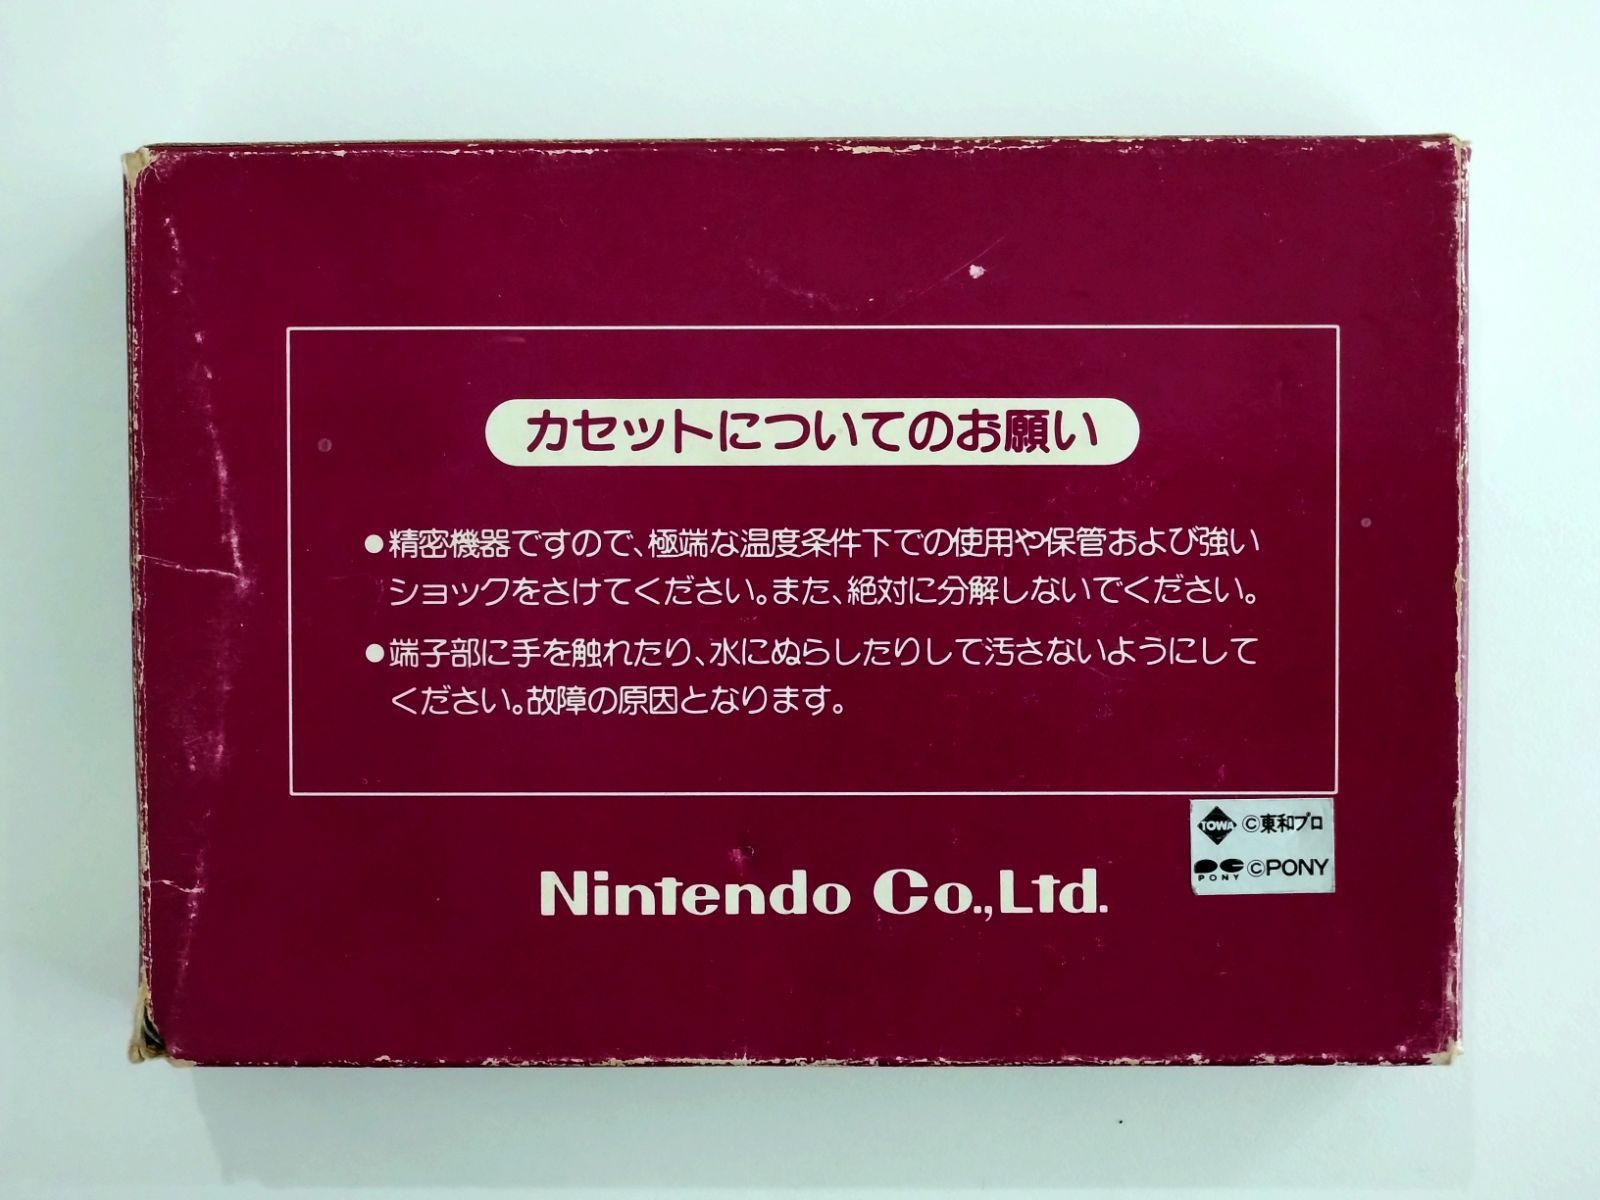 カセットについてのお願い
●精密機器ですので、極端な温度条件下での使用や保管および強い
ショックをさけてください。また、絶対に分解しないでください。
●端子部に手を触れたり、水にぬらしたりして汚さないようにして
ください。故障の原因となります。
TOWA ©東和プロ
PC PONY ©PONY
Nintendo Co.,Ltd.